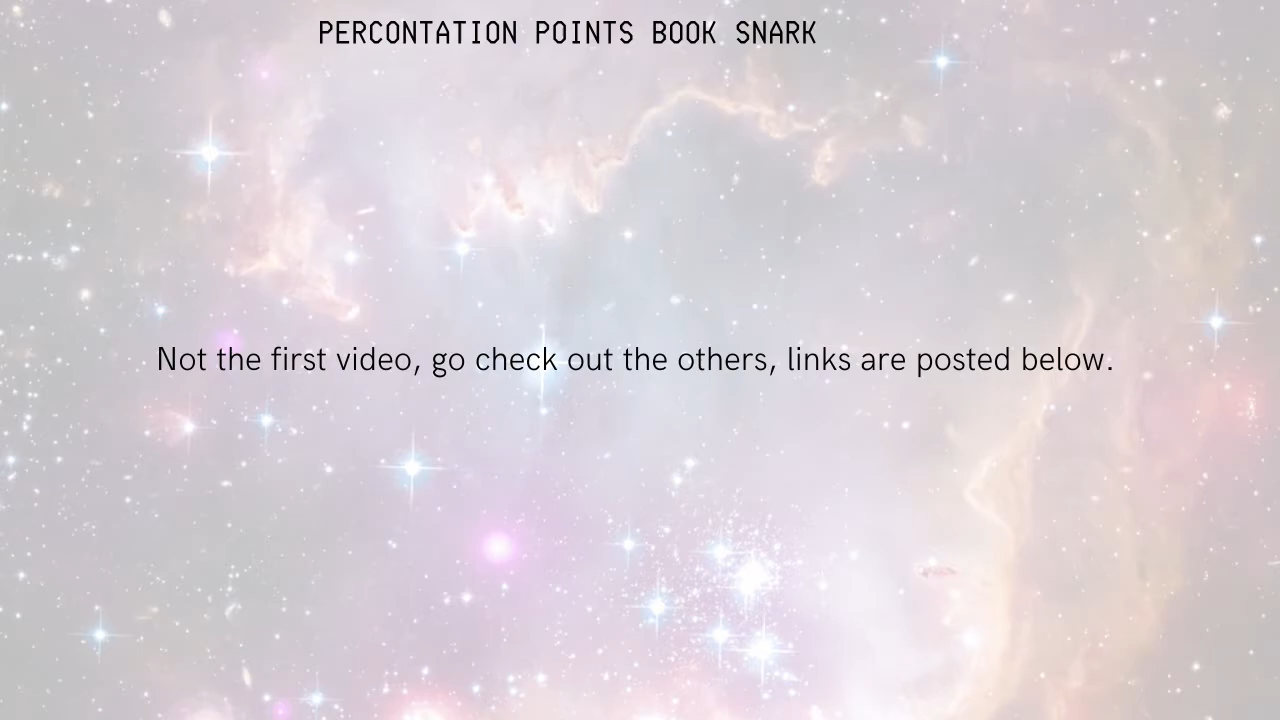 PERCONTATION POINTS BOOK SNARK
Not the first video, go check out the others, links are posted below.